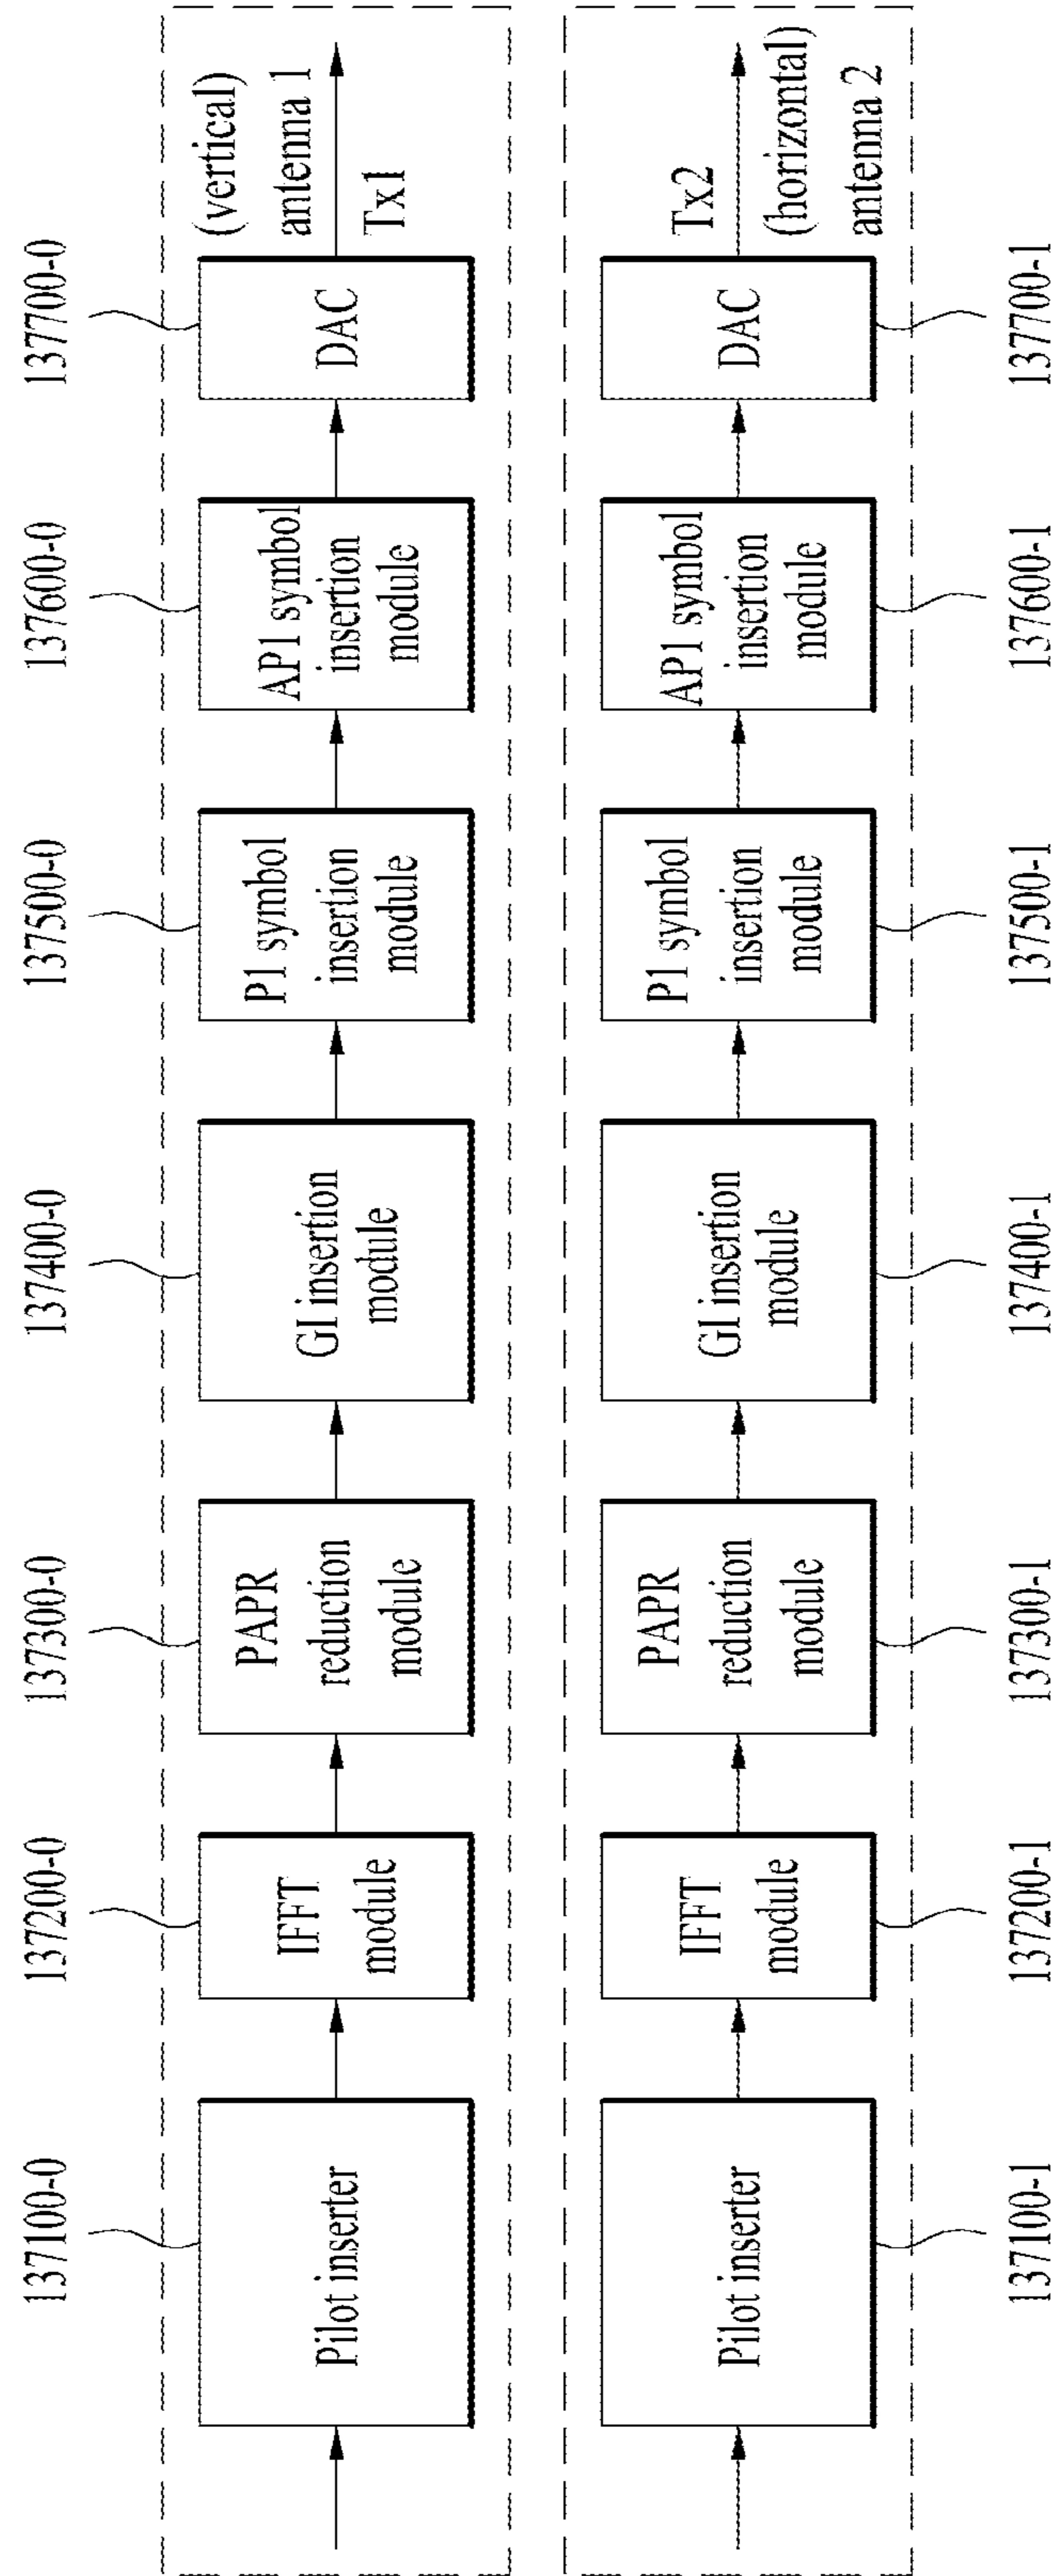 137100-0
137200-0
137300-0
137400-0
137500-0
137600-0
137700-0
Pilot inserter
IFFT
module
PAPR
reduction
module
GI insertion
module
P1 symbol
insertion
module
AP1 symbol
insertion
module
DAC
(vertical)
antenna 1
Tx1
Pilot inserter
IFFT
module
PAPR
reduction
module
GI insertion
module
P1 symbol
insertion
module
AP1 symbol
insertion
module
DAC
Tx2
(horizontal)
antenna 2
137100-1
137200-1
137300-1
137400-1
137500-1
137600-1
137700-1